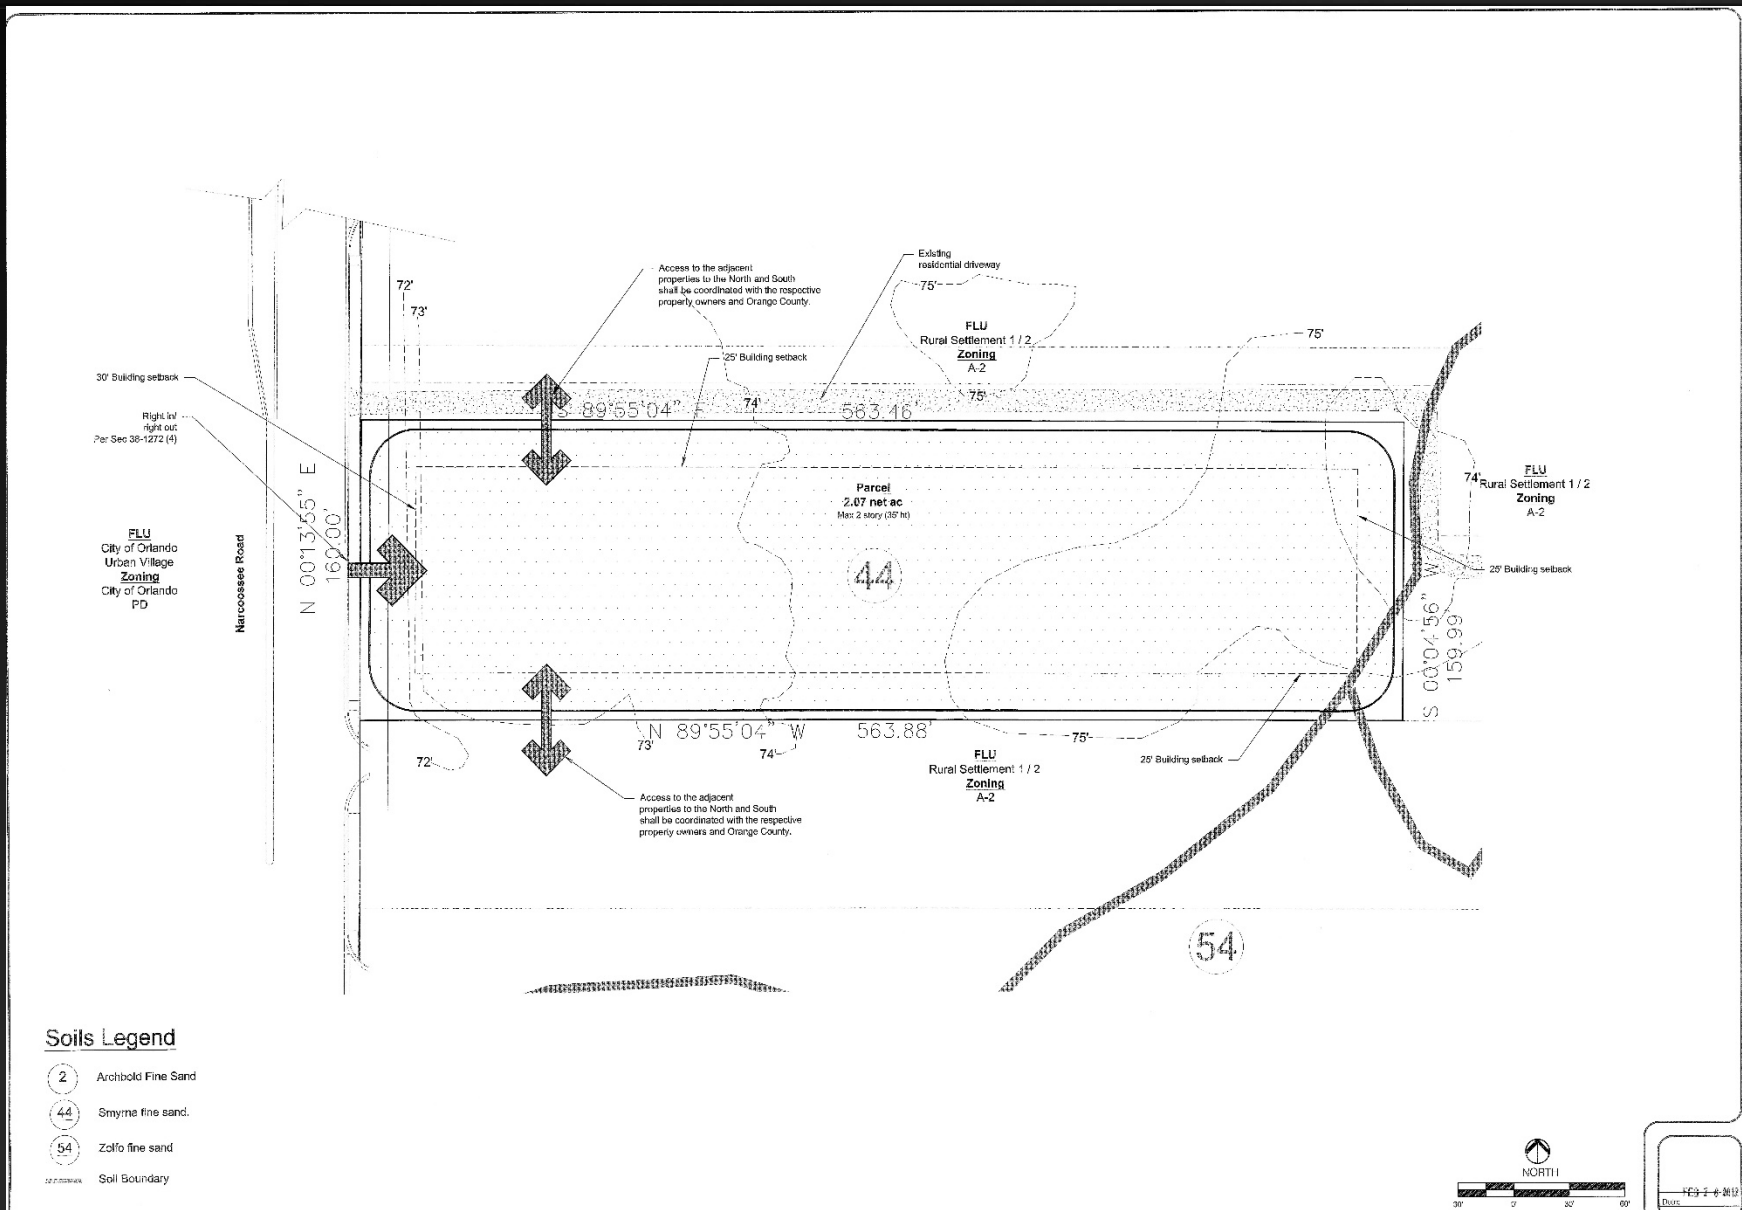 Existing
residential driveway
Access to the adjacent
properties to the North and South
shall be coordinated with the respective
property owners and Orange County.
72'
73'
75'
FLU
Rural Settlement 1 / 2
Zoning
A-2
75'
25' Building setback
30' Building setback
75'
74'
S 89°55'04" E
563.46'
Right in/
right out
Per Sec 38-1272 (4)
N 00°13'55" E
160.00'
Parcel
2.07 net ac
Max 2 story (35' ht)
74'
FLU
Rural Settlement 1 / 2
Zoning
A-2
FLU
City of Orlando
Urban Village
Zoning
City of Orlando
PD
Narcoossee Road
44
25' Building setback
S 00°04'56" W
159.99
N 89°55'04" W
563.88'
73'
74'
75'
72'
FLU
Rural Settlement 1 / 2
Zoning
A-2
25' Building setback
Access to the adjacent
properties to the North and South
shall be coordinated with the respective
property owners and Orange County.
54
Soils Legend
2 Archbold Fine Sand
44 Smyrna fine sand.
54 Zolfo fine sand
Soil Boundary
NORTH
30' 0' 30' 60'